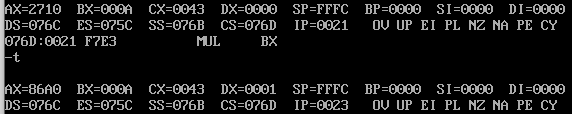 AX=2710 BX=000A CX=0043 DX=0000 SP=FFFC BP=0000 SI=0000 DI=0000
DS=076C ES=075C SS=076B CS=076D IP=0021 OV UP EI PL NZ NA PE CY
076D:0021 F7E3 MUL BX
-t
AX=86A0 BX=000A CX=0043 DX=0001 SP=FFFC BP=0000 SI=0000 DI=0000
DS=076C ES=075C SS=076B CS=076D IP=0023 OV UP EI PL NZ NA PE CY